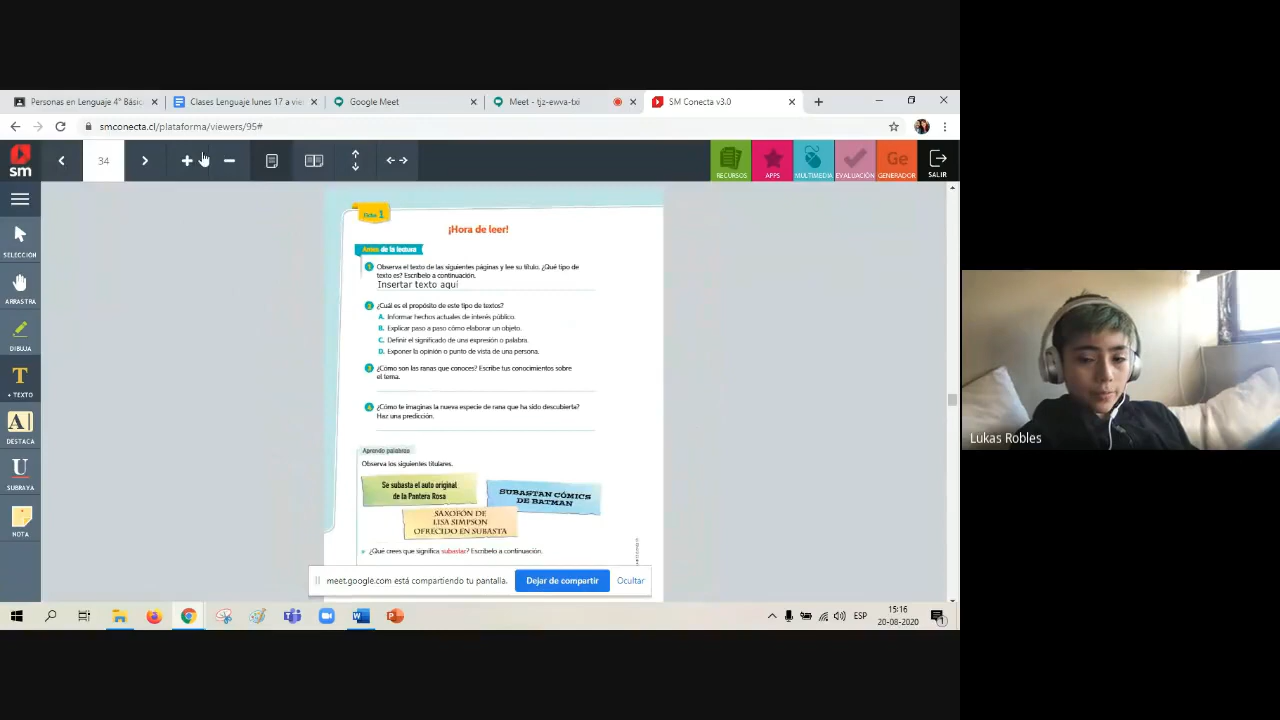 Personas en Lenguaje 4° Básic
Clases Lenguaje lunes 17 a vie
Google Meet
Meet - tjz-ewva-txi
SM Conecta v3.0
smconecta.cl/plataforma/viewers/95#
sm
34
RECURSOS
APPS
MULTIMEDIA
EVALUACIÓN
Ge
GENERADOR
SALIR
SELECCIÓN
ARRASTRA
DIBUJA
T
+ TEXTO
A
DESTACA
U
SUBRAYA
NOTA
Ficha 1
¡Hora de leer!
Antes de la lectura
1 Observa el texto de las siguientes páginas y lee su título. ¿Qué tipo de
texto es? Escríbelo a continuación.
Insertar texto aquí
2 ¿Cuál es el propósito de este tipo de textos?
A. Informar hechos actuales de interés público.
B. Explicar paso a paso cómo elaborar un objeto.
C. Definir el significado de una expresión o palabra.
D. Exponer la opinión o punto de vista de una persona.
3 ¿Cómo son las ranas que conoces? Escribe tus conocimientos sobre
el tema.
4 ¿Cómo te imaginas la nueva especie de rana que ha sido descubierta?
Haz una predicción.
Aprendo palabras
Observa los siguientes titulares.
Se subasta el auto original
de la Pantera Rosa
SUBASTAN CÓMICS
DE BATMAN
SAXOFÓN DE
LISA SIMPSON
OFRECIDO EN SUBASTA
¿Qué crees que significa subastar? Escríbelo a continuación.
meet.google.com está compartiendo tu pantalla.
Dejar de compartir
Ocultar
ESP
15:16
20-08-2020
Lukas Robles